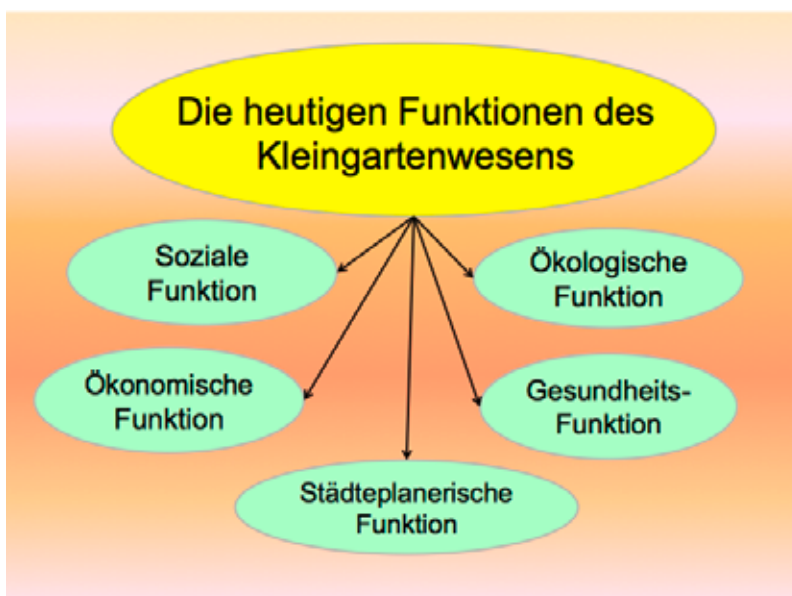 Die heutigen Funktionen des
Kleingartenwesens
Soziale
Funktion
Ökologische
Funktion
Ökonomische
Funktion
Gesundheits-
Funktion
Städteplanerische
Funktion